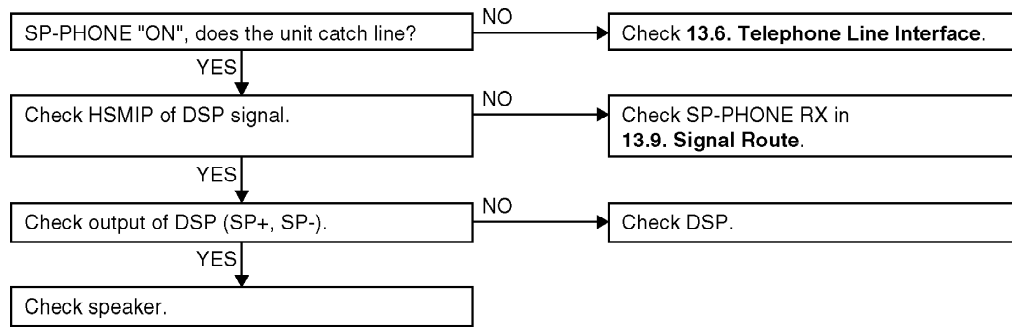 SP-PHONE "ON", does the unit catch line?
NO
Check 13.6. Telephone Line Interface.
YES
Check HSMIP of DSP signal.
NO
Check SP-PHONE RX in
13.9. Signal Route.
YES
Check output of DSP (SP+, SP-).
NO
Check DSP.
YES
Check speaker.